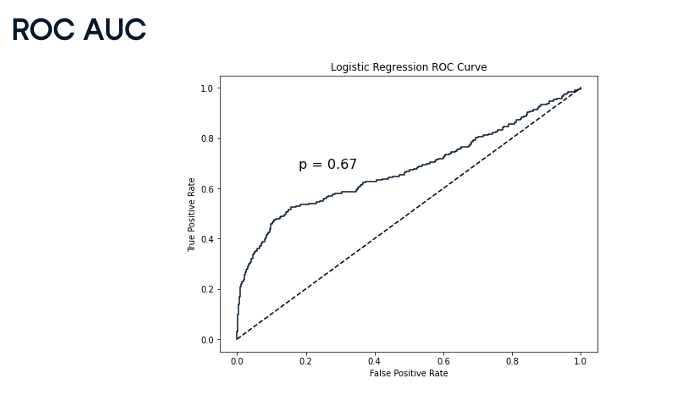 ROC AUC
Logistic Regression ROC Curve
1.0
0.8
0.6
0.4
0.2
0.0
True Positive Rate
p = 0.67
0.0 0.2 0.4 0.6 0.8 1.0
False Positive Rate